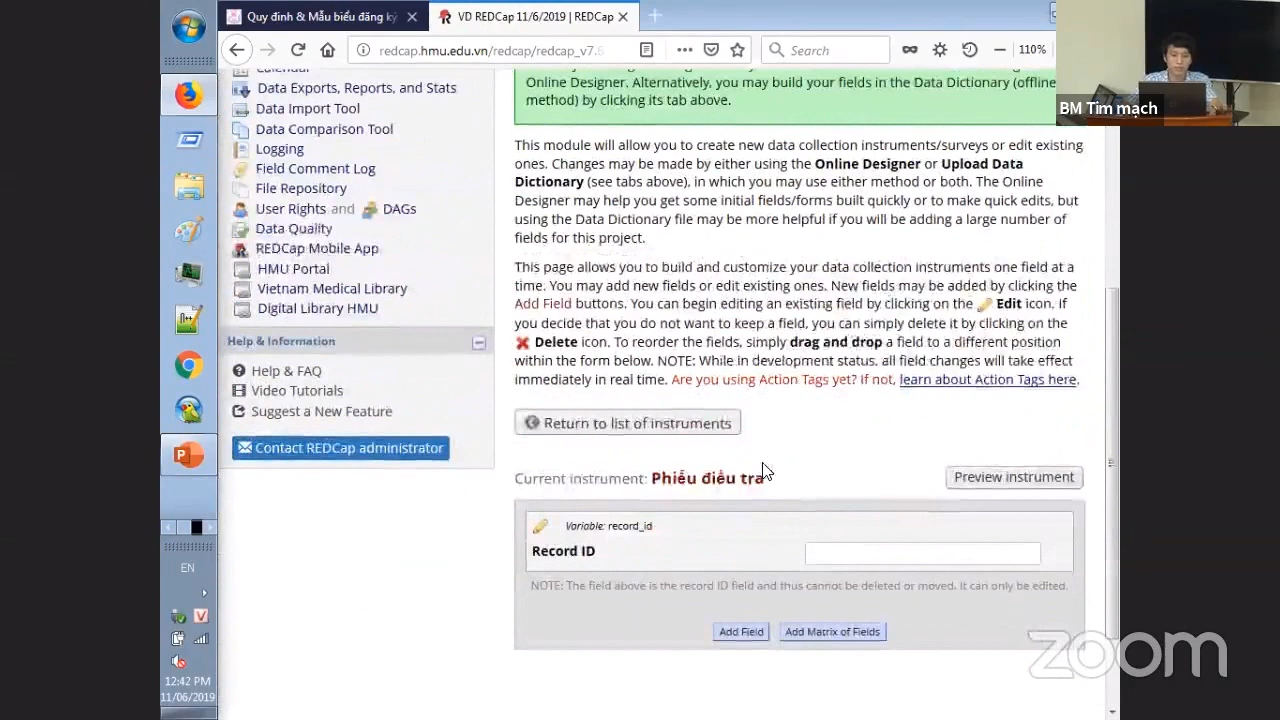 Quy định & Mẫu biểu đăng ký
VD REDCap 11/6/2019 | REDCap
redcap.hmu.edu.vn/redcap/redcap_v7.6
Search
110%
BM Tim mạch
Calendar
Data Exports, Reports, and Stats
Data Import Tool
Data Comparison Tool
Logging
Field Comment Log
File Repository
User Rights and DAGs
Data Quality
REDCap Mobile App
HMU Portal
Vietnam Medical Library
Digital Library HMU
Help & Information
Help & FAQ
Video Tutorials
Suggest a New Feature
Contact REDCap administrator
Online Designer. Alternatively, you may build your fields in the Data Dictionary (offline
method) by clicking its tab above.
This module will allow you to create new data collection instruments/surveys or edit existing
ones. Changes may be made by either using the Online Designer or Upload Data
Dictionary (see tabs above), in which you may use either method or both. The Online
Designer may help you get some initial fields/forms built quickly or to make quick edits, but
using the Data Dictionary file may be more helpful if you will be adding a large number of
fields for this project.
This page allows you to build and customize your data collection instruments one field at a
time. You may add new fields or edit existing ones. New fields may be added by clicking the
Add Field buttons. You can begin editing an existing field by clicking on the Edit icon. if
you decide that you do not want to keep a field, you can simply delete it by clicking on the
Delete icon. To reorder the fields, simply drag and drop a field to a different position
within the form below. NOTE: While in development status, all field changes will take effect
immediately in real time. Are you using Action Tags yet? If not, learn about Action Tags here.
Return to list of instruments
Current instrument: Phiếu điều tra
Preview instrument
Variable: record_id
Record ID
NOTE: The field above is the record ID field and thus cannot be deleted or moved. It can only be edited.
Add Field
Add Matrix of Fields
EN
12:42 PM
11/06/2019
zoom